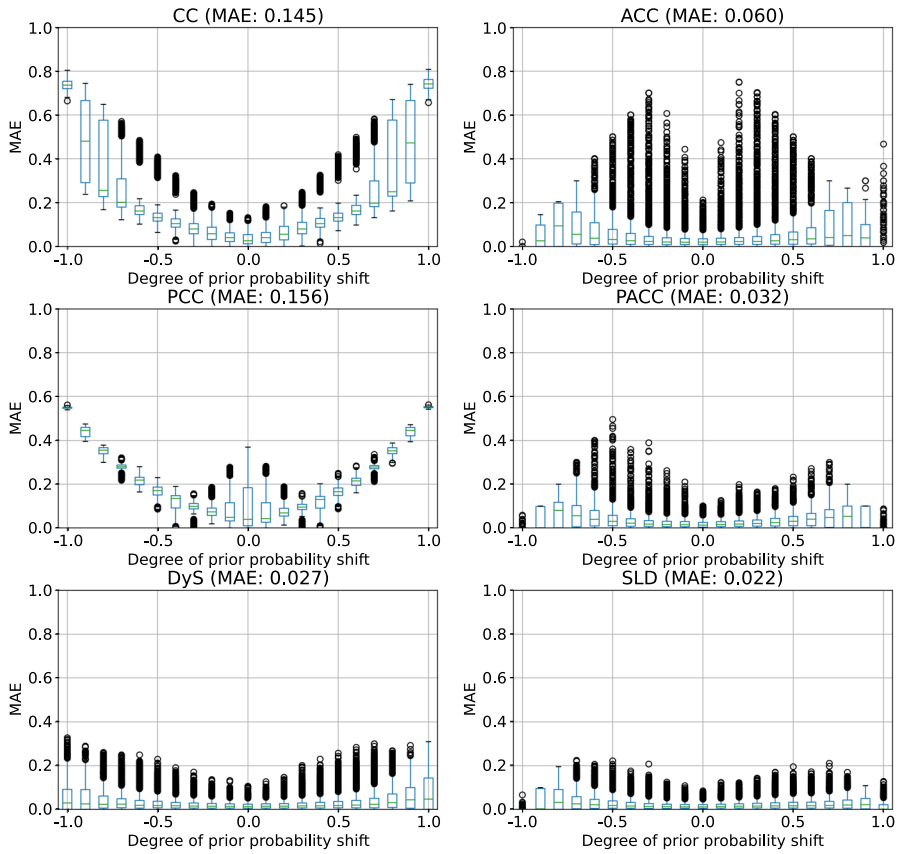 CC (MAE: 0.145)
1.0
0.8
0.6
0.4
0.2
0.0
MAE
-1.0 -0.5 0.0 0.5 1.0
Degree of prior probability shift
ACC (MAE: 0.060)
1.0
0.8
0.6
0.4
0.2
0.0
MAE
-1.0 -0.5 0.0 0.5 1.0
Degree of prior probability shift
PCC (MAE: 0.156)
1.0
0.8
0.6
0.4
0.2
0.0
MAE
-1.0 -0.5 0.0 0.5 1.0
Degree of prior probability shift
PACC (MAE: 0.032)
1.0
0.8
0.6
0.4
0.2
0.0
MAE
-1.0 -0.5 0.0 0.5 1.0
Degree of prior probability shift
DyS (MAE: 0.027)
1.0
0.8
0.6
0.4
0.2
0.0
MAE
-1.0 -0.5 0.0 0.5 1.0
Degree of prior probability shift
SLD (MAE: 0.022)
1.0
0.8
0.6
0.4
0.2
0.0
MAE
-1.0 -0.5 0.0 0.5 1.0
Degree of prior probability shift